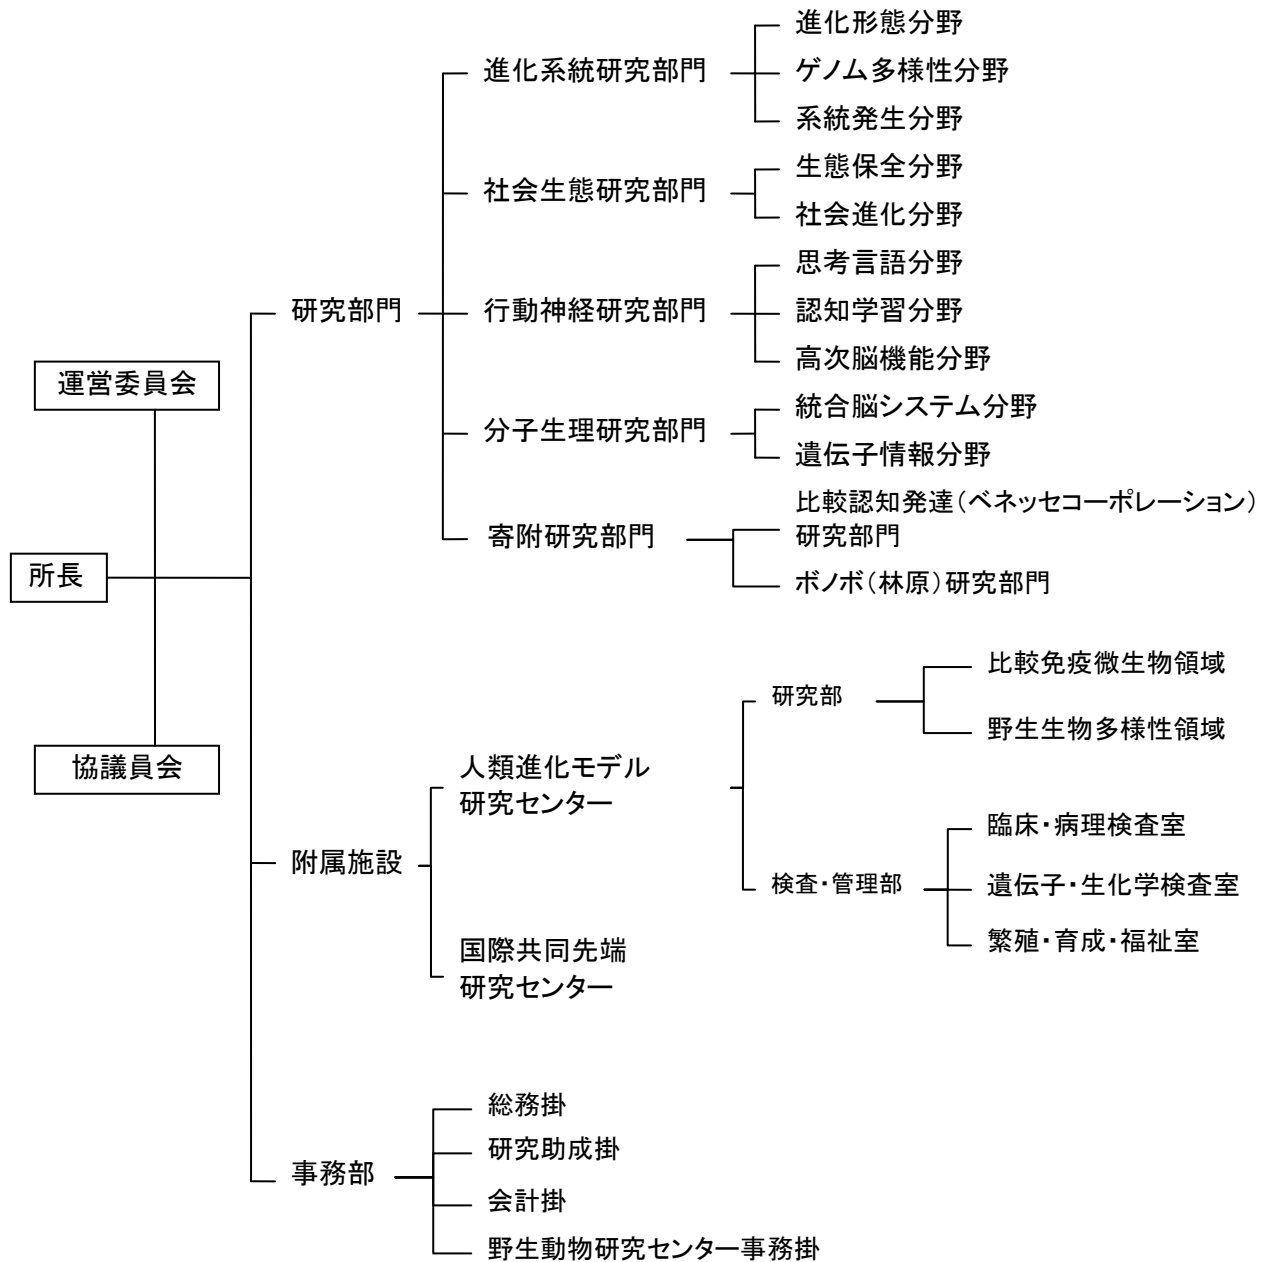 進化形態分野
進化系統研究部門
ゲノム多様性分野
系統発生分野
生態保全分野
社会生態研究部門
社会進化分野
思考言語分野
研究部門
行動神経研究部門
認知学習分野
高次脳機能分野
運営委員会
統合脳システム分野
分子生理研究部門
遺伝子情報分野
比較認知発達(ベネッセコーポレーション)
研究部門
寄附研究部門
所長
ボノボ(林原)研究部門
比較免疫微生物領域
研究部
野生生物多様性領域
協議員会
人類進化モデル
研究センター
臨床・病理検査室
附属施設
検査・管理部
遺伝子・生化学検査室
繁殖・育成・福祉室
国際共同先端
研究センター
総務掛
研究助成掛
事務部
会計掛
野生動物研究センター事務掛